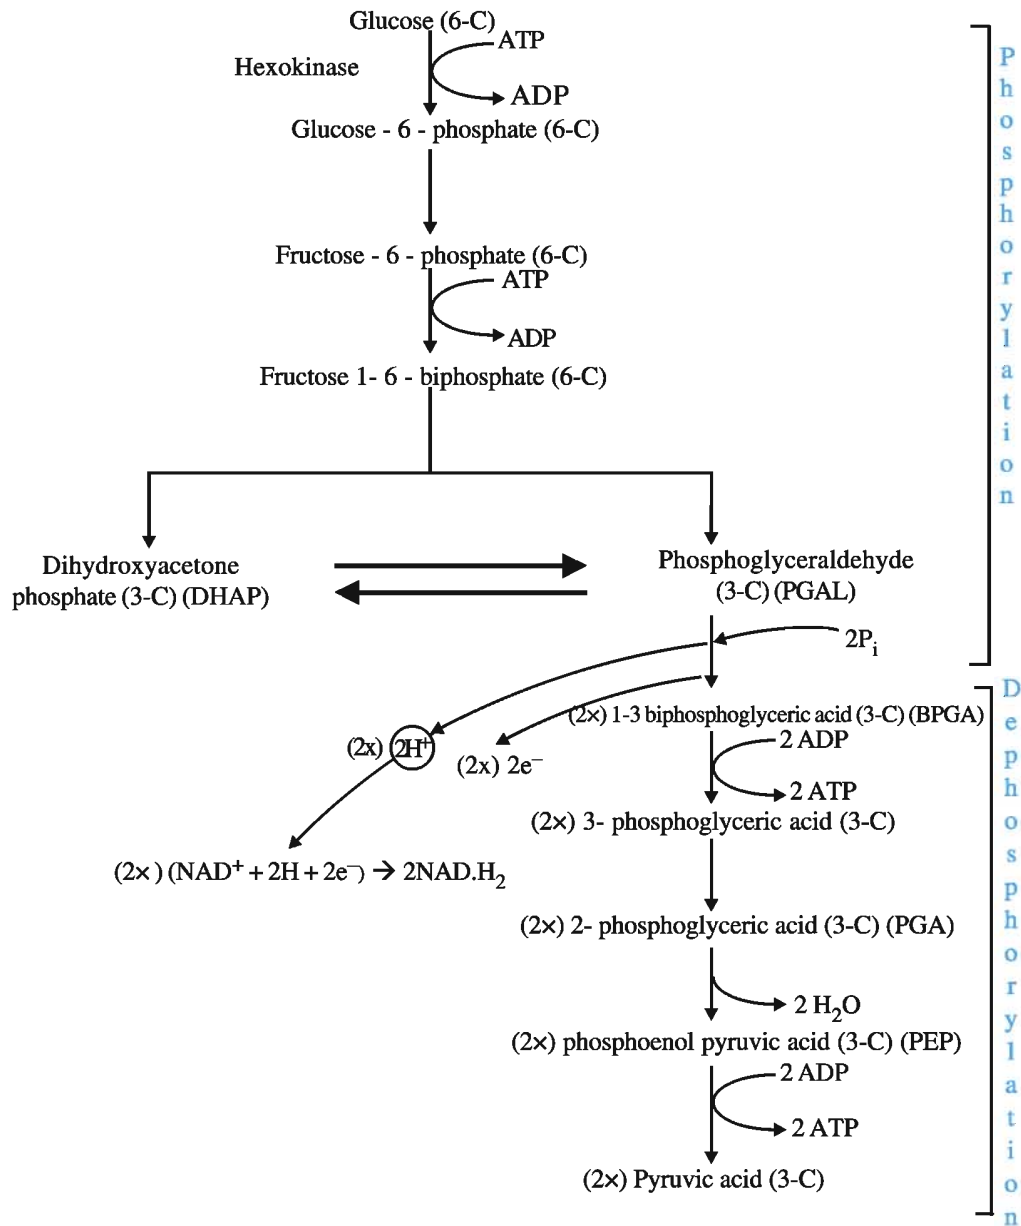 Glucose (6-C)
ATP
Hexokinase
ADP
Glucose - 6 - phosphate (6-C)
Fructose - 6 - phosphate (6-C)
ATP
ADP
Fructose 1- 6 - biphosphate (6-C)
Phosphorylation
Dihydroxyacetone
phosphate (3-C) (DHAP)
Phosphoglyceraldehyde
(3-C) (PGAL)
2Pi
(2×) 1-3 biphosphoglyceric acid (3-C) (BPGA)
(2x) 2H⁺
(2×) 2e⁻
2 ADP
2 ATP
(2×) 3- phosphoglyceric acid (3-C)
(2×) (NAD⁺ + 2H + 2e⁻) → 2NAD.H₂
(2×) 2- phosphoglyceric acid (3-C) (PGA)
2 H₂O
(2×) phosphoenol pyruvic acid (3-C) (PEP)
2 ADP
2 ATP
(2×) Pyruvic acid (3-C)
Dephosphorylation